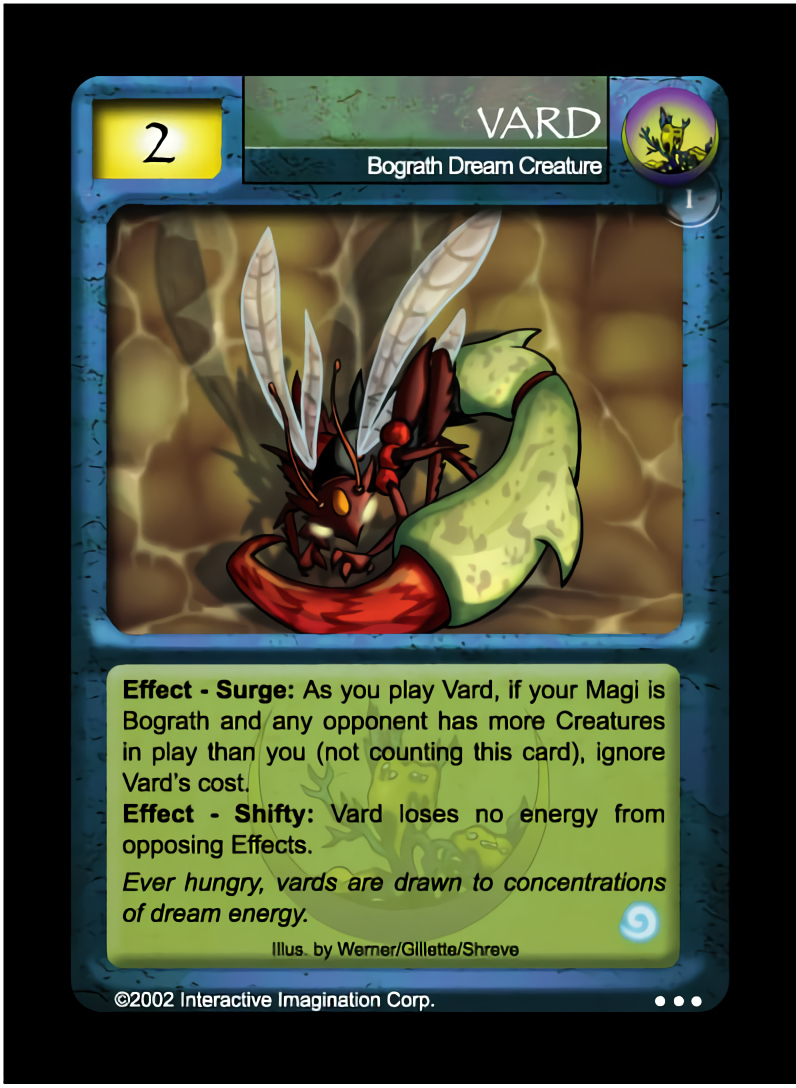 2
VARD
Bograth Dream Creature
I
Effect - Surge: As you play Vard, if your Magi is
Bograth and any opponent has more Creatures
in play than you (not counting this card), ignore
Vard's cost.
Effect - Shifty: Vard loses no energy from
opposing Effects.
Ever hungry, vards are drawn to concentrations
of dream energy.
Illus. by Werner/Gillette/Shreve
©2002 Interactive Imagination Corp.